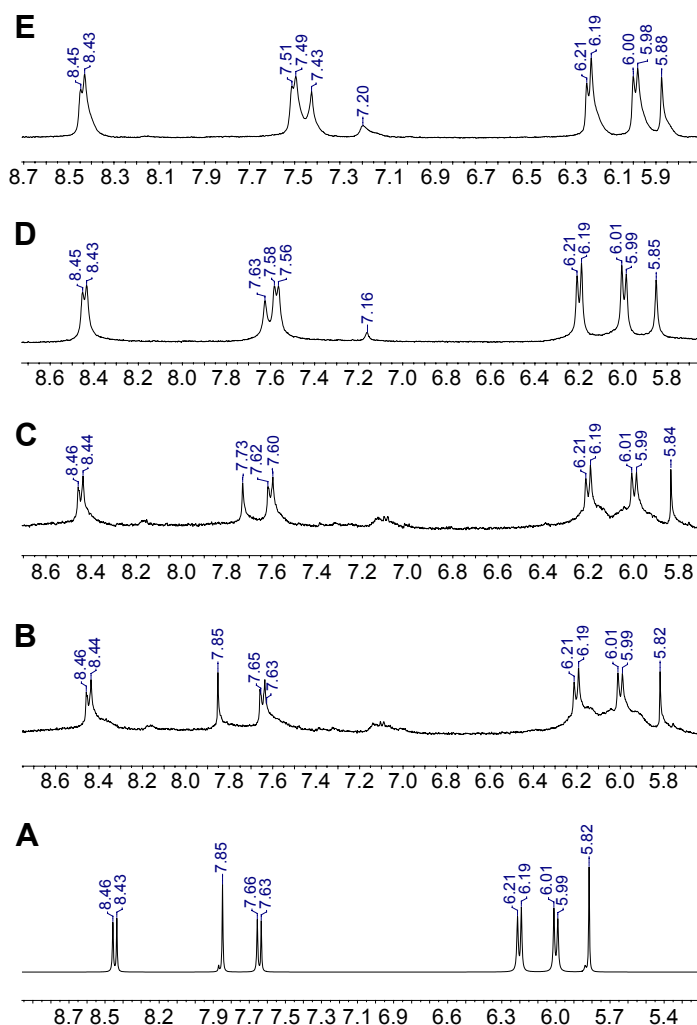 E
8.45 8.43 7.51 7.49 7.43 7.20 6.21 6.19 6.00 5.98 5.88
8.7 8.5 8.3 8.1 7.9 7.7 7.5 7.3 7.1 6.9 6.7 6.5 6.3 6.1 5.9
D
8.45 8.43 7.63 7.58 7.56 7.16 6.21 6.19 6.01 5.99 5.85
8.6 8.4 8.2 8.0 7.8 7.6 7.4 7.2 7.0 6.8 6.6 6.4 6.2 6.0 5.8
C
8.46 8.44 7.73 7.62 7.60 6.21 6.19 6.01 5.99 5.84
8.6 8.4 8.2 8.0 7.8 7.6 7.4 7.2 7.0 6.8 6.6 6.4 6.2 6.0 5.8
B
8.46 8.44 7.85 7.65 7.63 6.21 6.19 6.01 5.99 5.82
8.6 8.4 8.2 8.0 7.8 7.6 7.4 7.2 7.0 6.8 6.6 6.4 6.2 6.0 5.8
A
8.46 8.43 7.85 7.66 7.63 6.21 6.19 6.01 5.99 5.82
8.7 8.5 8.2 7.9 7.7 7.5 7.3 7.1 6.9 6.6 6.3 6.0 5.7 5.4